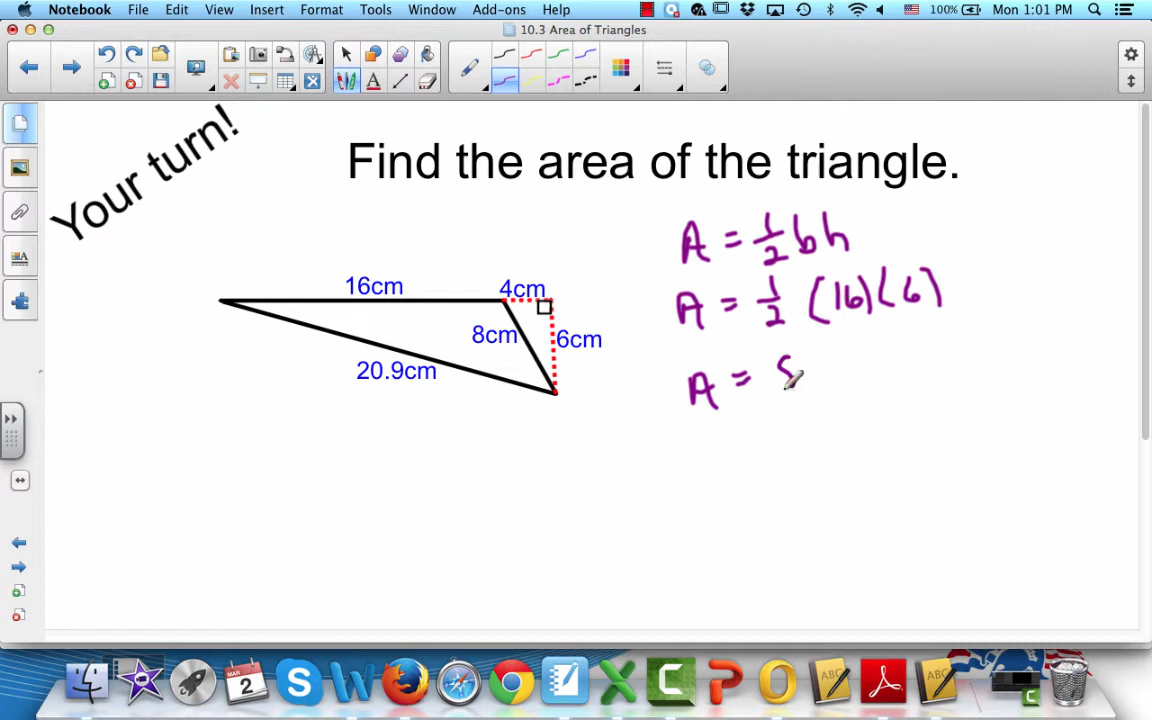 Notebook File Edit View Insert Format Tools Window Add-ons Help 100% Mon 1:01 PM
10.3 Area of Triangles
Your turn!
Find the area of the triangle.
A = 1/2 bh
16cm 4cm
A = 1/2 (16)(6)
8cm 6cm
20.9cm
A =
MAR
2